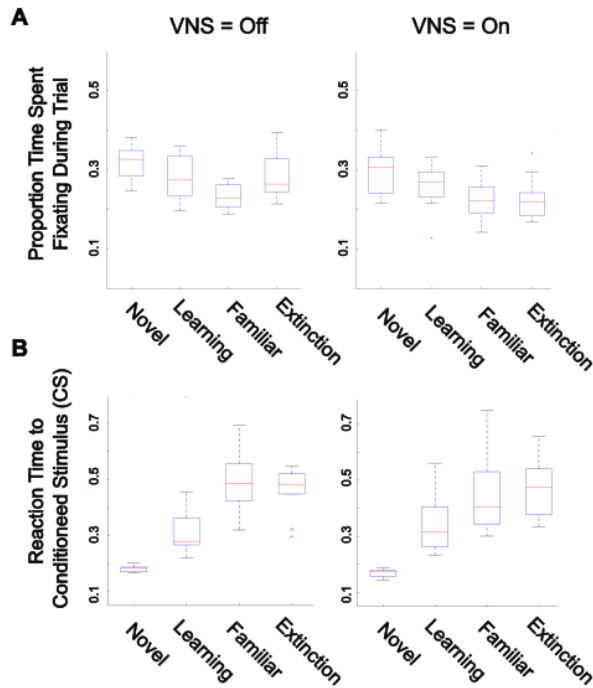 A
VNS = Off
VNS = On
Proportion Time Spent
Fixating During Trial
0.5
0.3
0.1
0.5
0.3
0.1
Novel
Learning
Familiar
Extinction
Novel
Learning
Familiar
Extinction
B
Reaction Time to
Conditioneed Stimulus (CS)
0.7
0.5
0.3
0.1
0.7
0.5
0.3
0.1
Novel
Learning
Familiar
Extinction
Novel
Learning
Familiar
Extinction